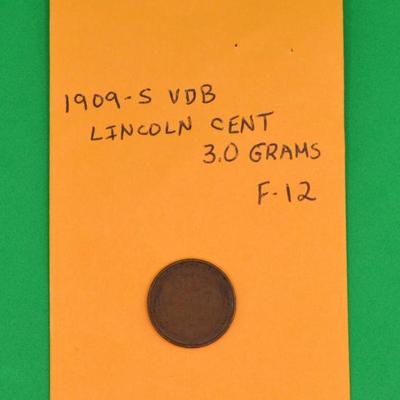 1909-S VDB
LINCOLN CENT
3.0 GRAMS
F-12